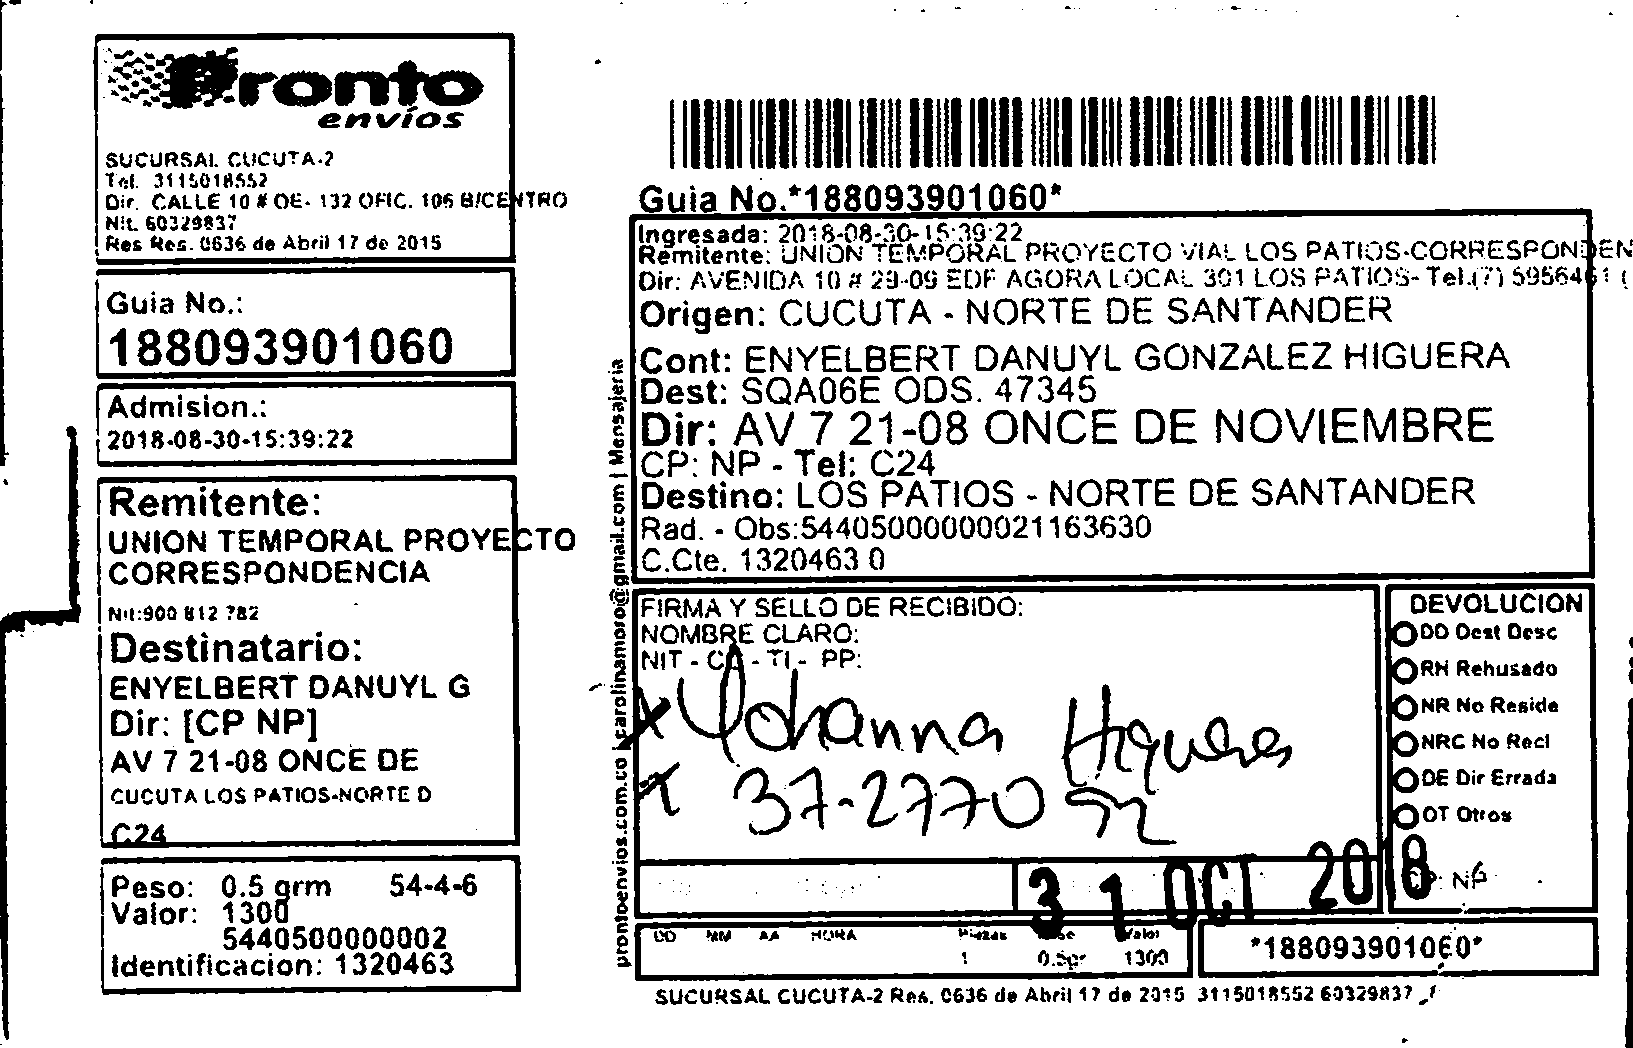 Pronto
envíos
SUCURSAL CUCUTA-2
Tel. 3115018552
Dir. CALLE 10 # OE- 132 OFIC. 106 B/CENTRO
Nit. 60329837
Res Res. 0636 de Abril 17 de 2015
Guia No.:
188093901060
Admision.:
2018-08-30-15:39:22
Remitente:
UNION TEMPORAL PROYECTO
CORRESPONDENCIA
Nit:900 812 782
Destinatario:
ENYELBERT DANUYL G
Dir: [CP NP]
AV 7 21-08 ONCE DE
CUCUTA LOS PATIOS-NORTE D
C24
Peso: 0.5 grm 54-4-6
Valor: 1300
5440500000002
Identificacion: 1320463
prontoenvios.com.co | carolinamoro@gmail.com | Mensajeria
Guia No.*188093901060*
Ingresada: 2018-08-30-15:39:22
Remitente: UNION TEMPORAL PROYECTO VIAL LOS PATIOS-CORRESPONDEN
Dir: AVENIDA 10 # 29-09 EDF AGORA LOCAL 301 LOS PATIOS- Tel.(7) 5956461 (
Origen: CUCUTA - NORTE DE SANTANDER
Cont: ENYELBERT DANUYL GONZALEZ HIGUERA
Dest: SQA06E ODS. 47345
Dir: AV 7 21-08 ONCE DE NOVIEMBRE
CP: NP - Tel: C24
Destino: LOS PATIOS - NORTE DE SANTANDER
Rad. - Obs:54405000000021163630
C.Cte. 1320463 0
FIRMA Y SELLO DE RECIBIDO:
NOMBRE CLARO:
NIT - CC - TI - PP:
x Yohanna Higuera
x 37-2770
31 OCT 2018
DEVOLUCION
DD Dest Desc
RH Rehusado
NR No Reside
NRC No Recl
DE Dir Errada
OT Otros
NP
DD MM AA HORA Piezas Valor
1 0.5gr 1300
*188093901060*
SUCURSAL CUCUTA-2 Res. 0636 de Abril 17 de 2015 3115018552 60329837